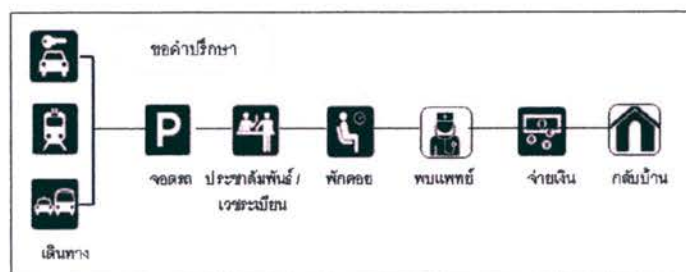 ขอคำปรึกษา
P
จอดรถ
ประชาสัมพันธ์ /
เวชระเบียน
พักคอย
พบแพทย์
จ่ายเงิน
กลับบ้าน
เดินทาง